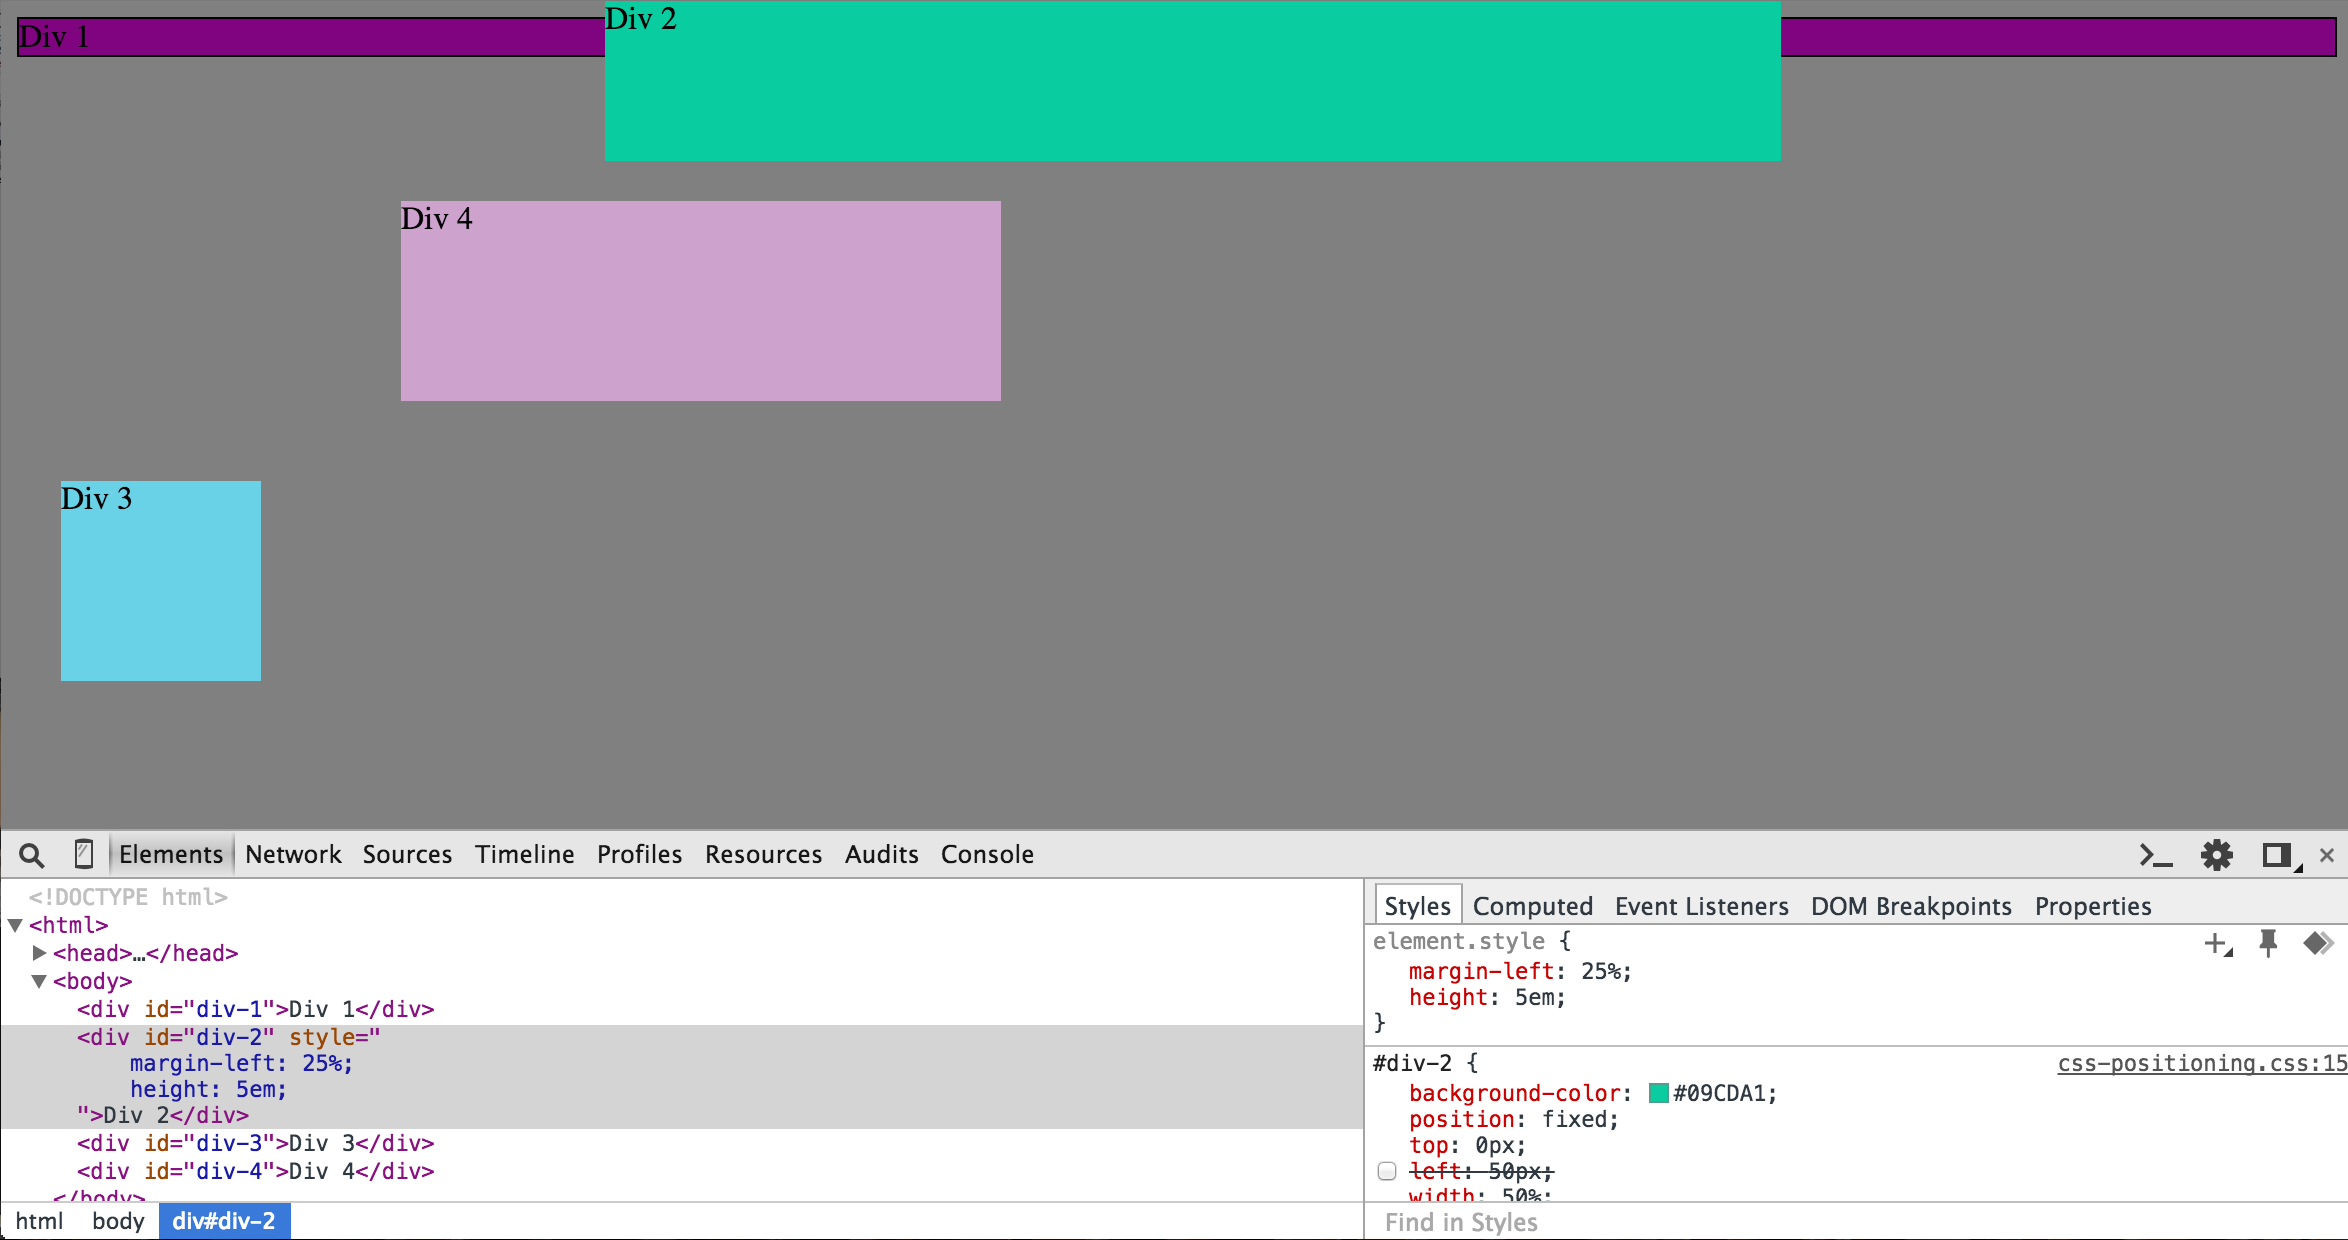 Div 1
Div 2
Div 4
Div 3
Elements Network Sources Timeline Profiles Resources Audits Console
<!DOCTYPE html>
<html>
<head>…</head>
<body>
<div id="div-1">Div 1</div>
<div id="div-2" style="
margin-left: 25%;
height: 5em;
">Div 2</div>
<div id="div-3">Div 3</div>
<div id="div-4">Div 4</div>
</body>
html body div#div-2
Styles Computed Event Listeners DOM Breakpoints Properties
element.style {
margin-left: 25%;
height: 5em;
}
#div-2 { css-positioning.css:15
background-color: #09CDA1;
position: fixed;
top: 0px;
left: 50px;
width: 50%;
Find in Styles